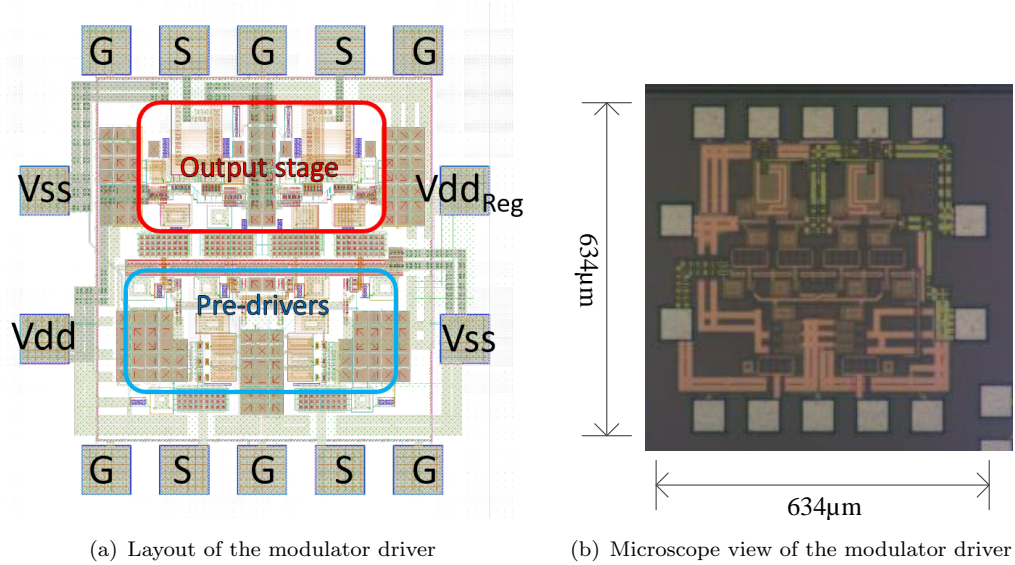 G S G S G
Output stage
Vss
Vdd_Reg
Pre-drivers
Vdd
Vss
G S G S G
634µm
634µm
(a) Layout of the modulator driver
(b) Microscope view of the modulator driver